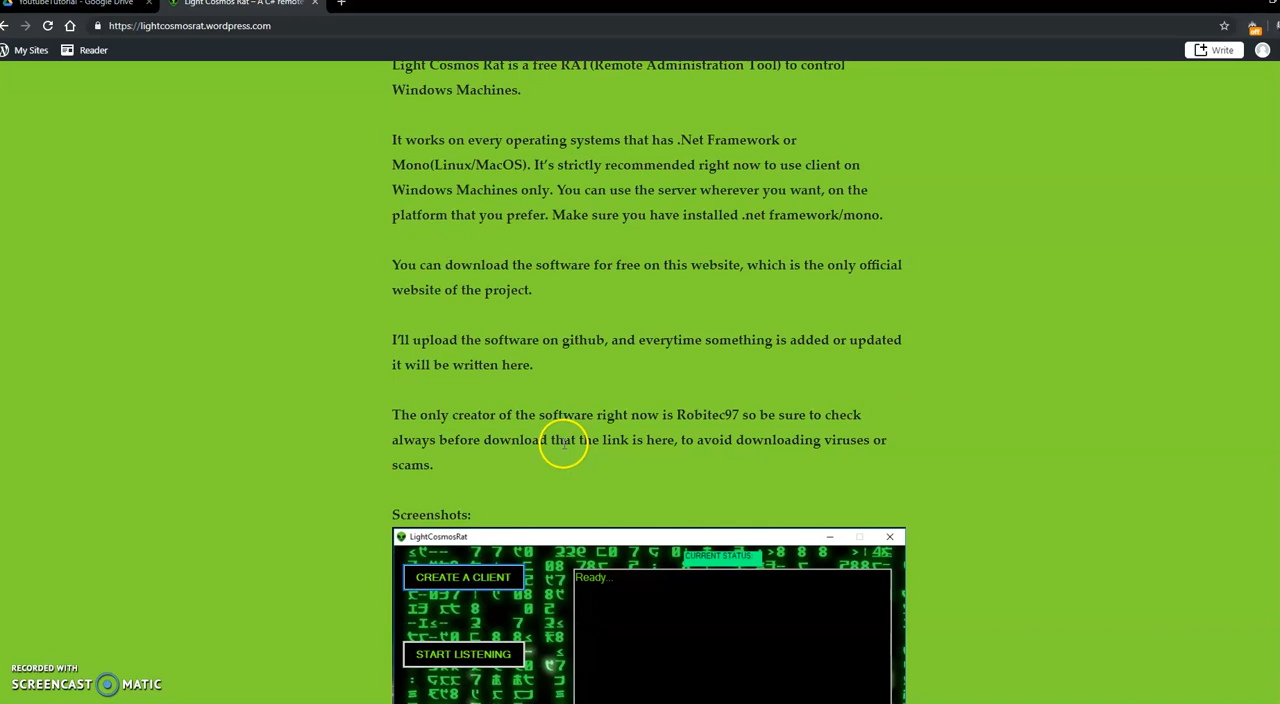 YoutubeTutorial - Google Drive
Light Cosmos Rat – A C# remote
https://lightcosmosrat.wordpress.com
off
My Sites
Reader
Write
Light Cosmos Rat is a free RAT(Remote Administration Tool) to control
Windows Machines.
It works on every operating systems that has .Net Framework or
Mono(Linux/MacOS). It's strictly recommended right now to use client on
Windows Machines only. You can use the server wherever you want, on the
platform that you prefer. Make sure you have installed .net framework/mono.
You can download the software for free on this website, which is the only official
website of the project.
I'll upload the software on github, and everytime something is added or updated
it will be written here.
The only creator of the software right now is Robitec97 so be sure to check
always before download that the link is here, to avoid downloading viruses or
scams.
Screenshots:
LightCosmosRat
CURRENT STATUS:
CREATE A CLIENT
Ready...
START LISTENING
RECORDED WITH
SCREENCAST MATIC